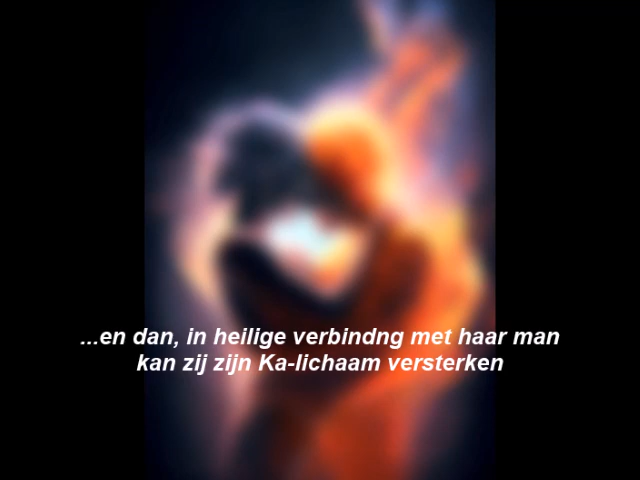 ...en dan, in heilige verbindng met haar man
kan zij zijn Ka-lichaam versterken